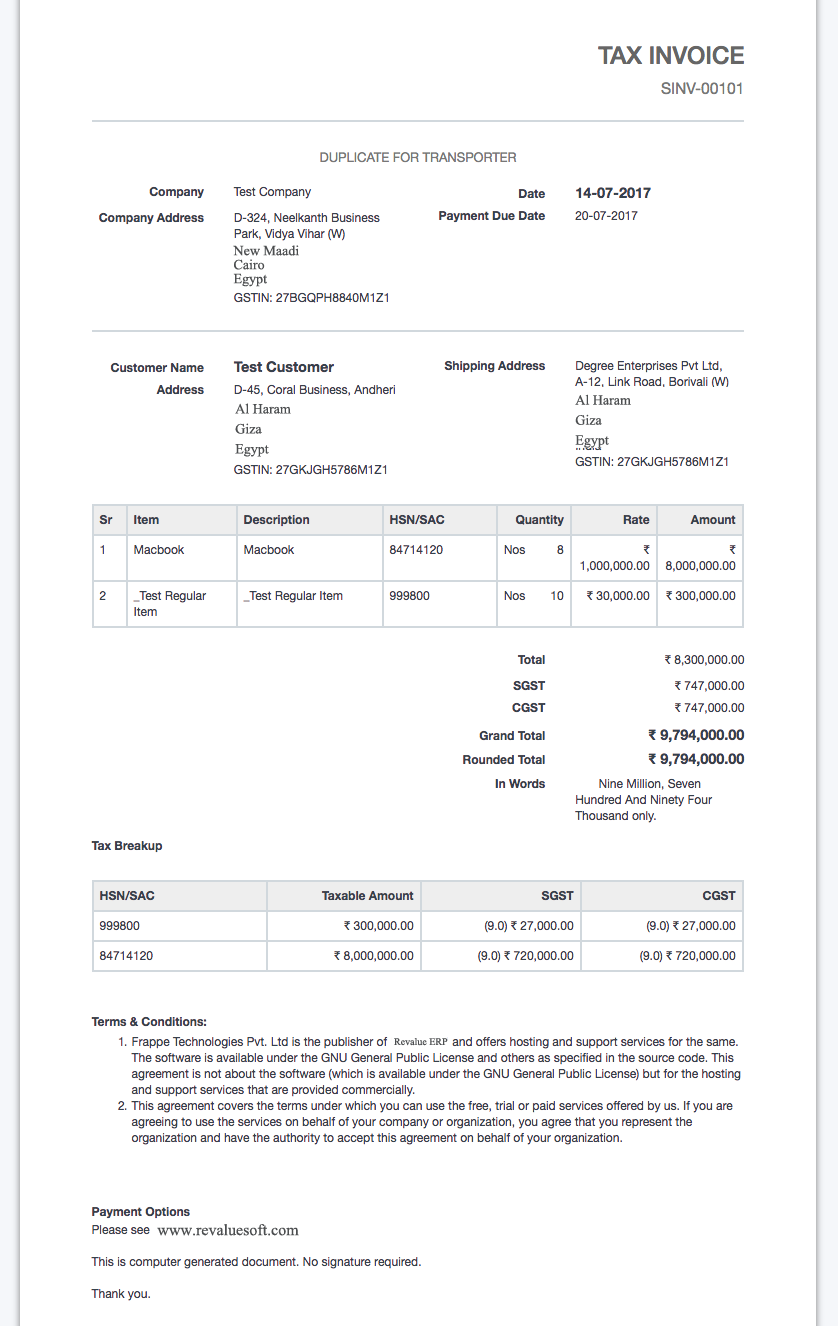 TAX INVOICE
SINV-00101
DUPLICATE FOR TRANSPORTER
Company Test Company
Company Address D-324, Neelkanth Business
Park, Vidya Vihar (W)
New Maadi
Cairo
Egypt
GSTIN: 27BGQPH8840M1Z1
Date 14-07-2017
Payment Due Date 20-07-2017
Customer Name Test Customer
Address D-45, Coral Business, Andheri
Al Haram
Giza
Egypt
GSTIN: 27GKJGH5786M1Z1
Shipping Address Degree Enterprises Pvt Ltd,
A-12, Link Road, Borivali (W)
Al Haram
Giza
Egypt
GSTIN: 27GKJGH5786M1Z1
Sr Item Description HSN/SAC Quantity Rate Amount
1 Macbook Macbook 84714120 Nos 8 ₹ ₹
1,000,000.00 8,000,000.00
2 _Test Regular _Test Regular Item 999800 Nos 10 ₹ 30,000.00 ₹ 300,000.00
Item
Total ₹ 8,300,000.00
SGST ₹ 747,000.00
CGST ₹ 747,000.00
Grand Total ₹ 9,794,000.00
Rounded Total ₹ 9,794,000.00
In Words Nine Million, Seven
Hundred And Ninety Four
Thousand only.
Tax Breakup
HSN/SAC Taxable Amount SGST CGST
999800 ₹ 300,000.00 (9.0) ₹ 27,000.00 (9.0) ₹ 27,000.00
84714120 ₹ 8,000,000.00 (9.0) ₹ 720,000.00 (9.0) ₹ 720,000.00
Terms & Conditions:
1. Frappe Technologies Pvt. Ltd is the publisher of Revalue ERP and offers hosting and support services for the same.
The software is available under the GNU General Public License and others as specified in the source code. This
agreement is not about the software (which is available under the GNU General Public License) but for the hosting
and support services that are provided commercially.
2. This agreement covers the terms under which you can use the free, trial or paid services offered by us. If you are
agreeing to use the services on behalf of your company or organization, you agree that you represent the
organization and have the authority to accept this agreement on behalf of your organization.
Payment Options
Please see www.revaluesoft.com
This is computer generated document. No signature required.
Thank you.